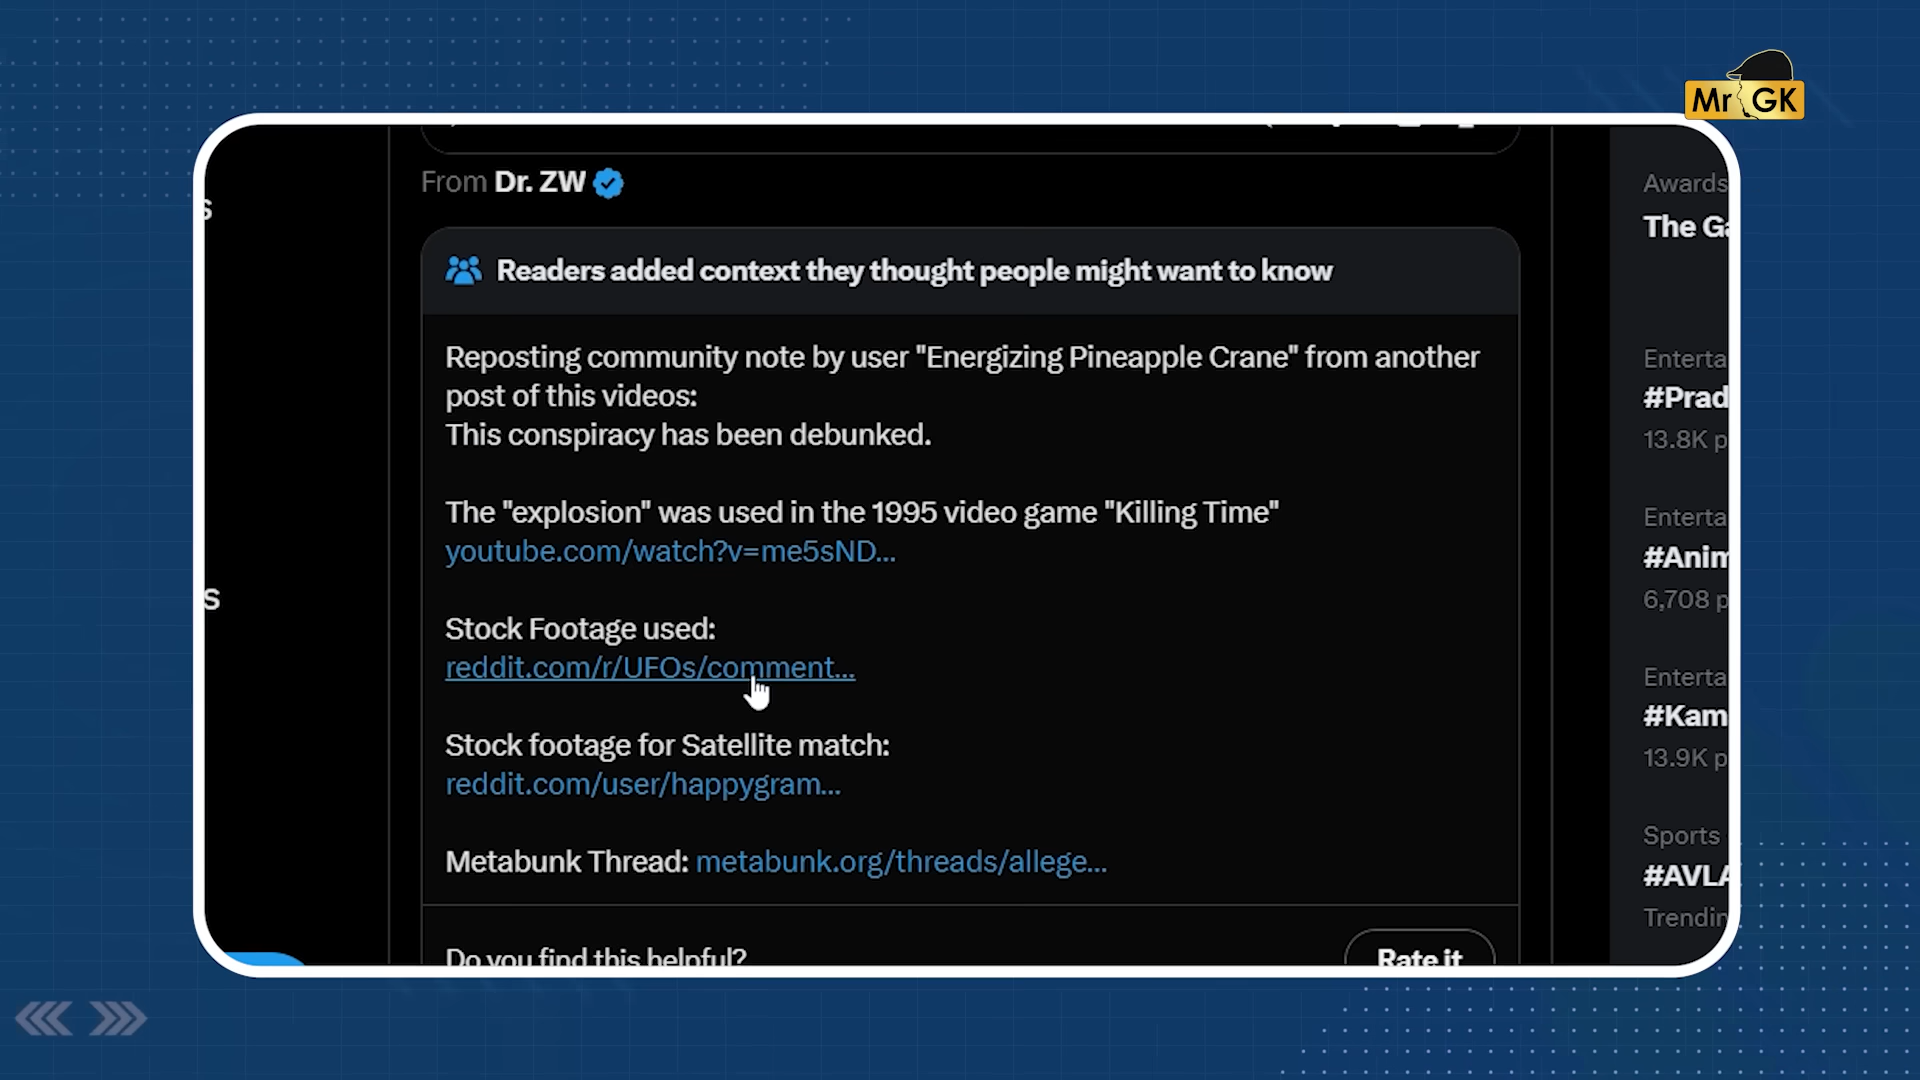 Mr GK
From Dr. ZW
Readers added context they thought people might want to know
Reposting community note by user "Energizing Pineapple Crane" from another
post of this videos:
This conspiracy has been debunked.
The "explosion" was used in the 1995 video game "Killing Time"
youtube.com/watch?v=me5sND...
Stock Footage used:
reddit.com/r/UFOs/comment...
Stock footage for Satellite match:
reddit.com/user/happygram...
Metabunk Thread: metabunk.org/threads/allege...
Do you find this helpful?
Rate it
s
s
Awards
The Ga
Enterta
#Prad
13.8K p
Enterta
#Anim
6,708 p
Enterta
#Kam
13.9K p
Sports
#AVLA
Trendin